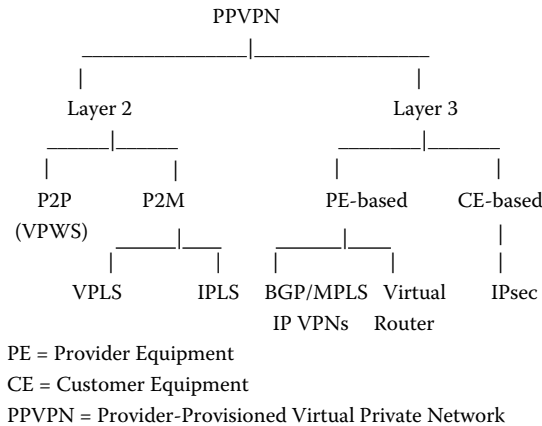 PPVPN
Layer 2 Layer 3
P2P P2M PE-based CE-based
(VPWS)
VPLS IPLS BGP/MPLS Virtual IPsec
IP VPNs Router
PE = Provider Equipment
CE = Customer Equipment
PPVPN = Provider-Provisioned Virtual Private Network